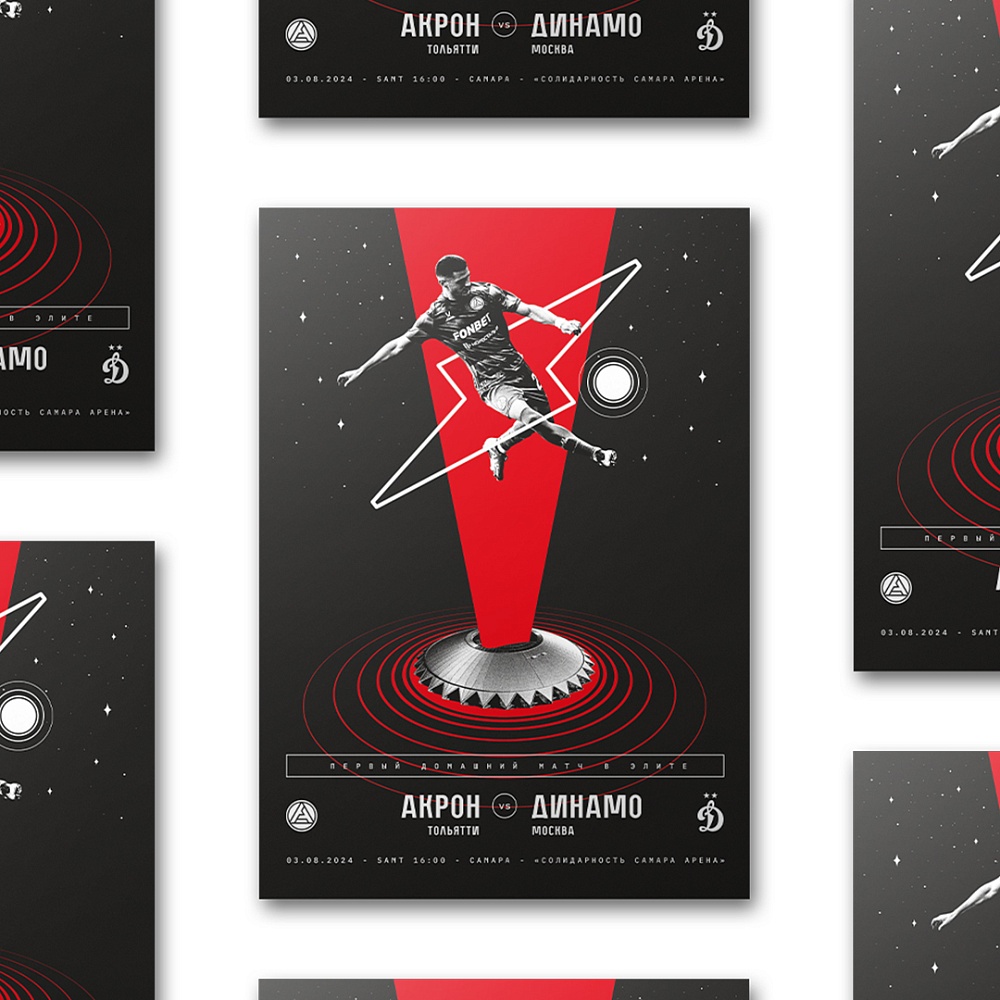 АКРОН VS ДИНАМО
ТОЛЬЯТТИ МОСКВА
03.08.2024 - SAMT 16:00 - САМАРА - «СОЛИДАРНОСТЬ САМАРА АРЕНА»
В ЭЛИТЕ
АМО
НОСТЬ САМАРА АРЕНА»
FONBET
ПЕРВЫЙ ДОМАШНИЙ МАТЧ В ЭЛИТЕ
АКРОН VS ДИНАМО
ТОЛЬЯТТИ МОСКВА
03.08.2024 - SAMT 16:00 - САМАРА - «СОЛИДАРНОСТЬ САМАРА АРЕНА»
ПЕРВЫЙ
03.08.2024 - SAMT